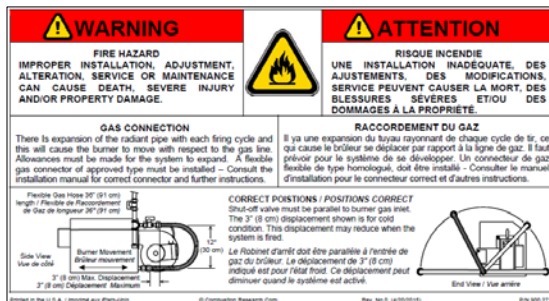 WARNING
FIRE HAZARD
IMPROPER INSTALLATION, ADJUSTMENT,
ALTERATION, SERVICE OR MAINTENANCE
CAN CAUSE DEATH, SEVERE INJURY
AND/OR PROPERTY DAMAGE.
ATTENTION
RISQUE INCENDIE
UNE INSTALLATION INADÉQUATE, DES
AJUSTEMENTS, DES MODIFICATIONS,
SERVICE PEUVENT CAUSER LA MORT, DES
BLESSURES SÉVÈRES ET/OU DES
DOMMAGES À LA PROPRIÉTÉ.
GAS CONNECTION
There Is expansion of the radiant pipe with each firing cycle and
this will cause the burner to move with respect to the gas line.
Allowances must be made for the system to expand. A flexible
gas connector of approved type must be installed – Consult the
installation manual for correct connector and further instructions.
RACCORDEMENT DU GAZ
Il ya une expansion du tuyau rayonnant de chaque cycle de tir, ce
qui cause le brûleur se déplacer par rapport à la ligne de gaz. Il faut
prévoir pour le système de se développer. Un connecteur de gaz
flexible de type homologué, doit être installé - Consulter le manuel
d'installation pour le connecteur correct et d'autres instructions.
Flexible Gas Hose 36" (91 cm)
length / Flexible de Raccordement
de Gaz de longueur 36" (91 cm)
Side View
Vue de côté
Burner Movement
Brûleur mouvement
12"
(30 cm)
3" (8 cm) Max. Displacement
3" (8 cm) Déplacement Maximum
CORRECT POSTIONS / POSITIONS CORRECT
Shut-off valve must be parallel to burner gas inlet.
The 3" (8 cm) displacement shown is for cold
condition. This displacement may reduce when the
system is fired.
Le Robinet d'arrêt doit être parallèle à l'entrée de
gaz du brûleur. Le déplacement de 3" (8 cm)
indiqué est pour l'état froid. Ce déplacement peut
diminuer quand le système est activé.
End View / Vue arrière
Printed in the U.S.A. / Imprimé aux États-Unis
© Combustion Research Corp.